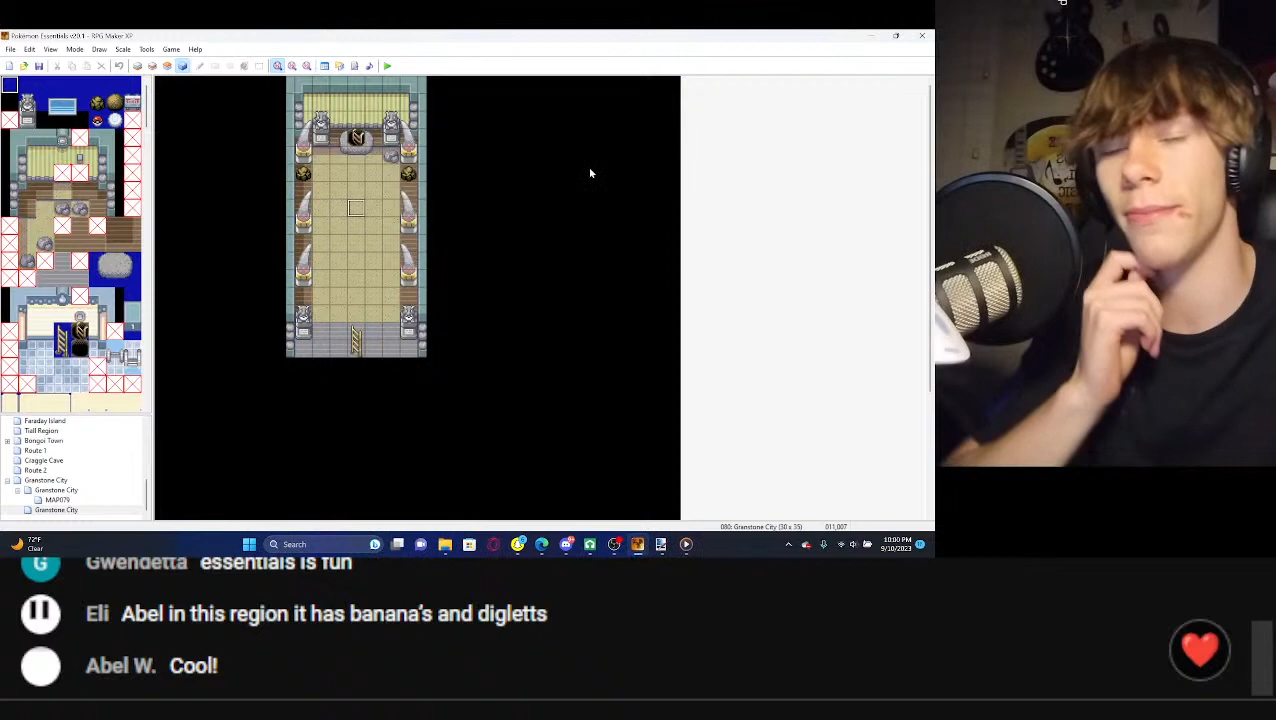 Pokémon Essentials v20.1 - RPG Maker XP
File Edit View Mode Draw Scale Tools Game Help
Faraday Island
Tiall Region
Bongoi Town
Route 1
Craggle Cave
Route 2
Granstone City
Granstone City
MAP079
Granstone City
080: Granstone City (30 x 35) 011,007
72°F
Clear
Search
10:00 PM
9/10/2023
Gwendetta essentials is fun
Eli Abel in this region it has banana's and digletts
Abel W. Cool!